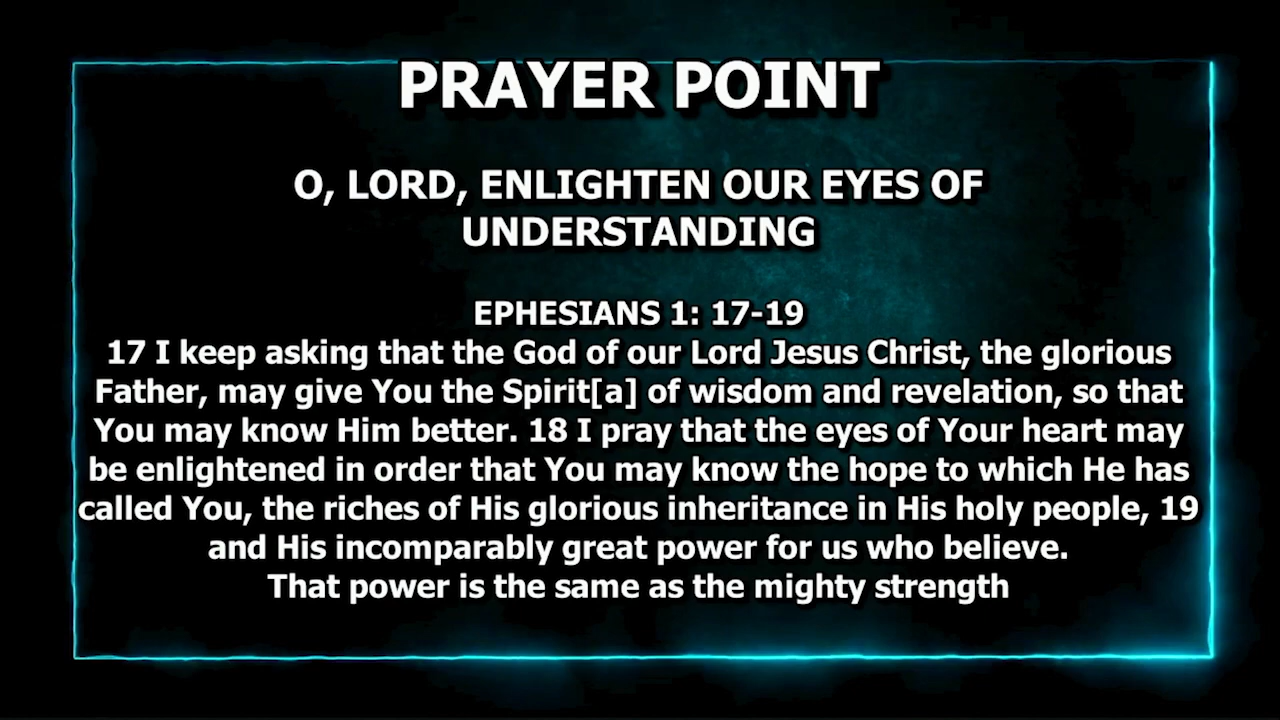 PRAYER POINT
O, LORD, ENLIGHTEN OUR EYES OF
UNDERSTANDING
EPHESIANS 1: 17-19
17 I keep asking that the God of our Lord Jesus Christ, the glorious
Father, may give You the Spirit[a] of wisdom and revelation, so that
You may know Him better. 18 I pray that the eyes of Your heart may
be enlightened in order that You may know the hope to which He has
called You, the riches of His glorious inheritance in His holy people, 19
and His incomparably great power for us who believe.
That power is the same as the mighty strength